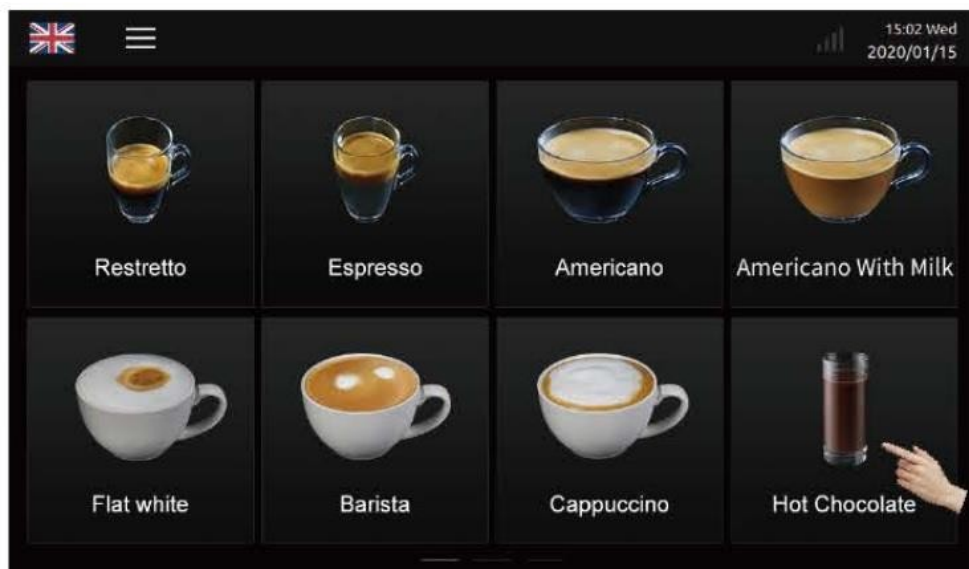 15:02 Wed
2020/01/15
Restretto
Espresso
Americano
Americano With Milk
Flat white
Barista
Cappuccino
Hot Chocolate